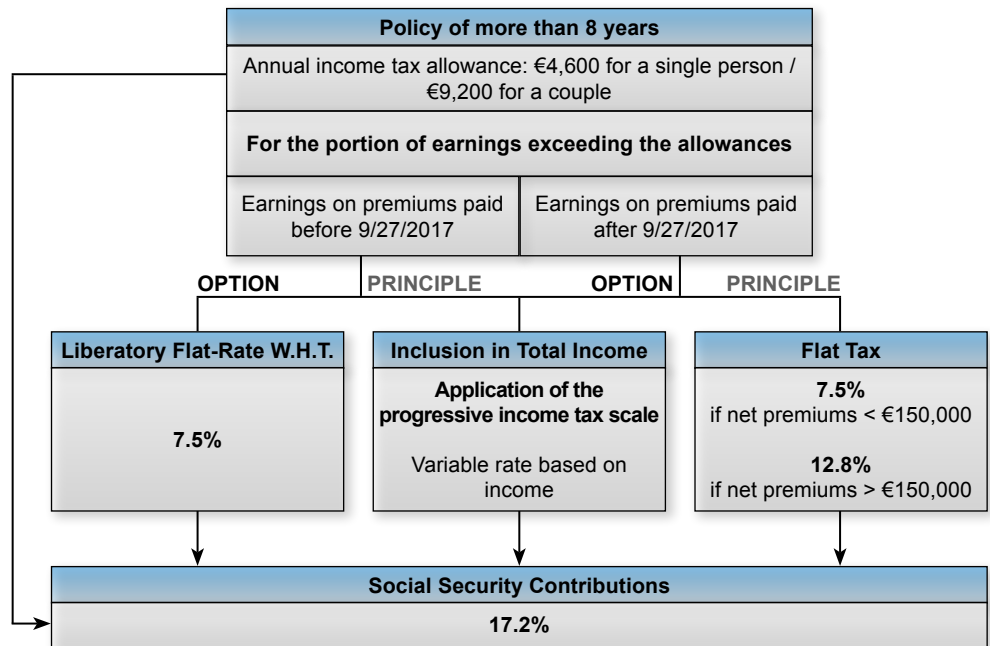 Policy of more than 8 years
Annual income tax allowance: €4,600 for a single person /
€9,200 for a couple
For the portion of earnings exceeding the allowances
Earnings on premiums paid
before 9/27/2017
Earnings on premiums paid
after 9/27/2017
OPTION
PRINCIPLE
OPTION
PRINCIPLE
Liberatory Flat-Rate W.H.T.
7.5%
Inclusion in Total Income
Application of the
progressive income tax scale
Variable rate based on
income
Flat Tax
7.5%
if net premiums < €150,000
12.8%
if net premiums > €150,000
Social Security Contributions
17.2%